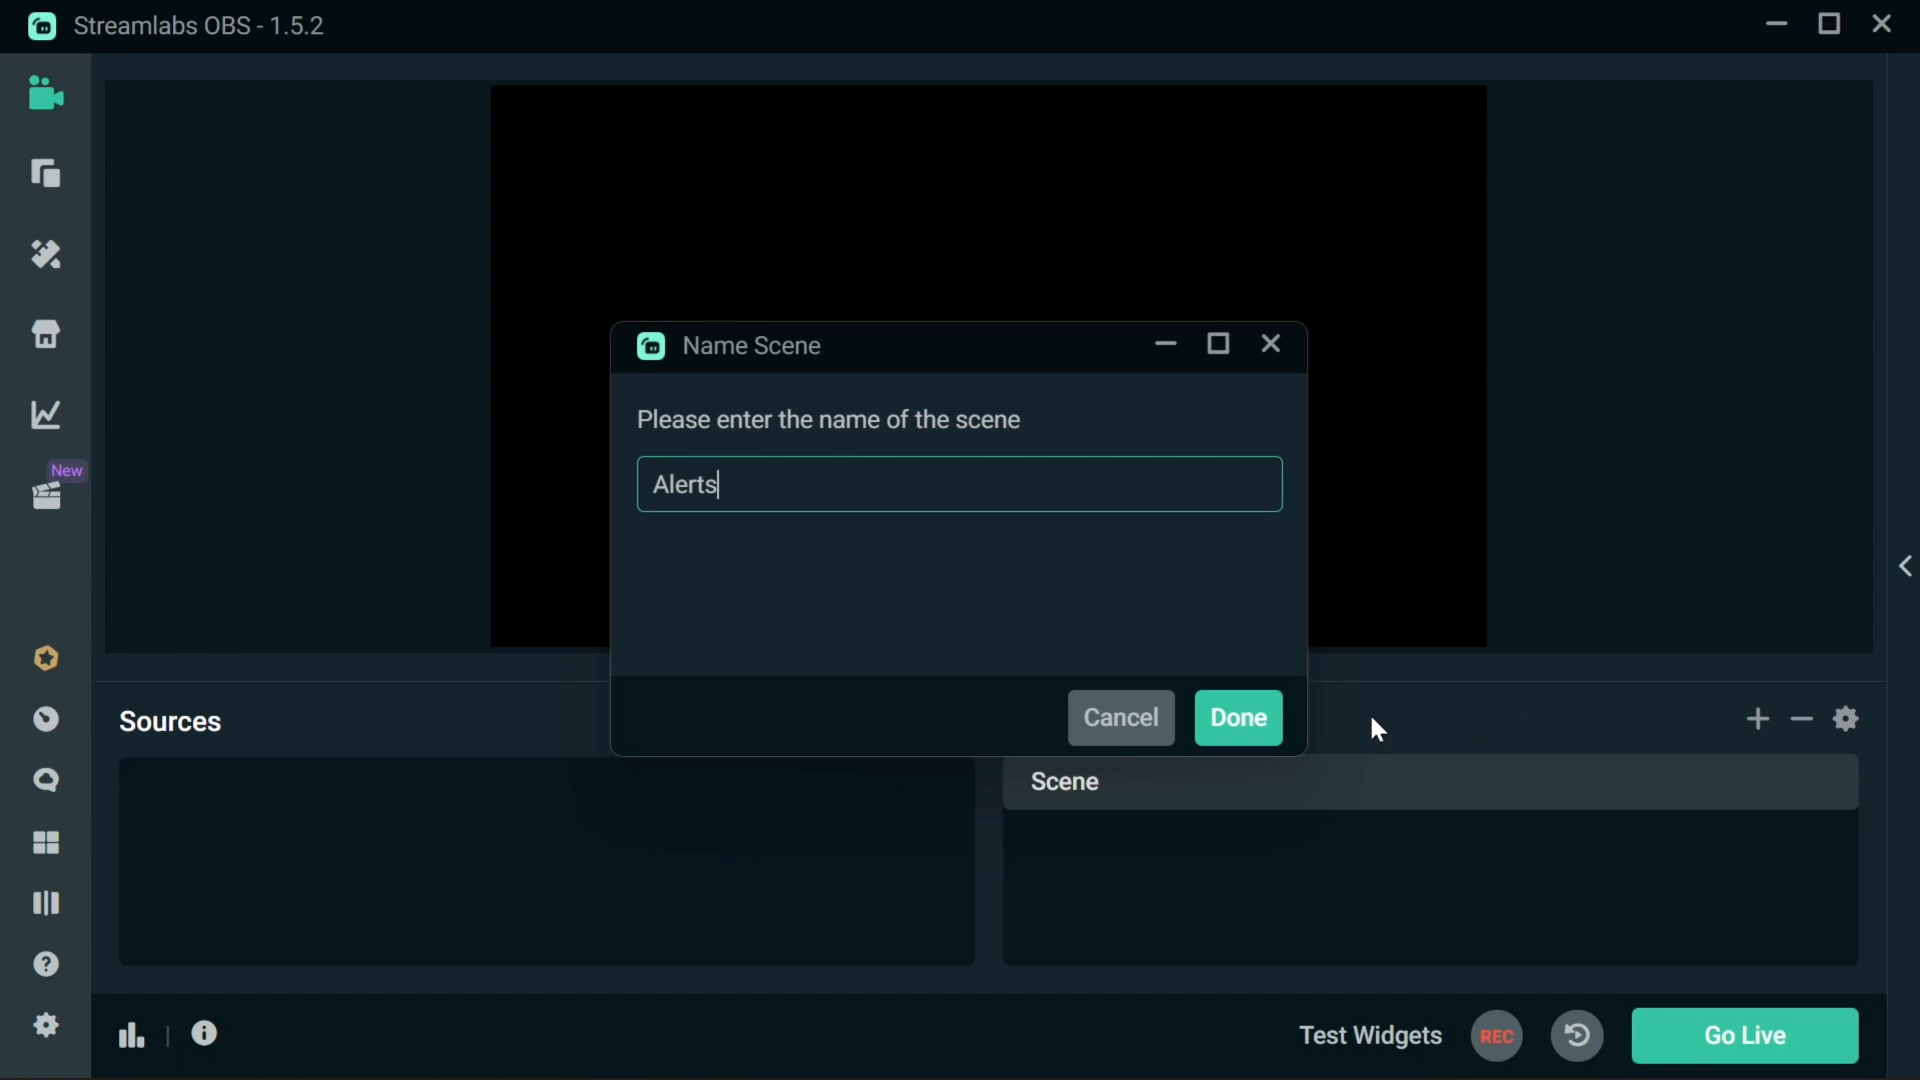 Streamlabs OBS - 1.5.2
Name Scene
Please enter the name of the scene
Alerts
New
Cancel
Done
Sources
Scene
Test Widgets
REC
Go Live